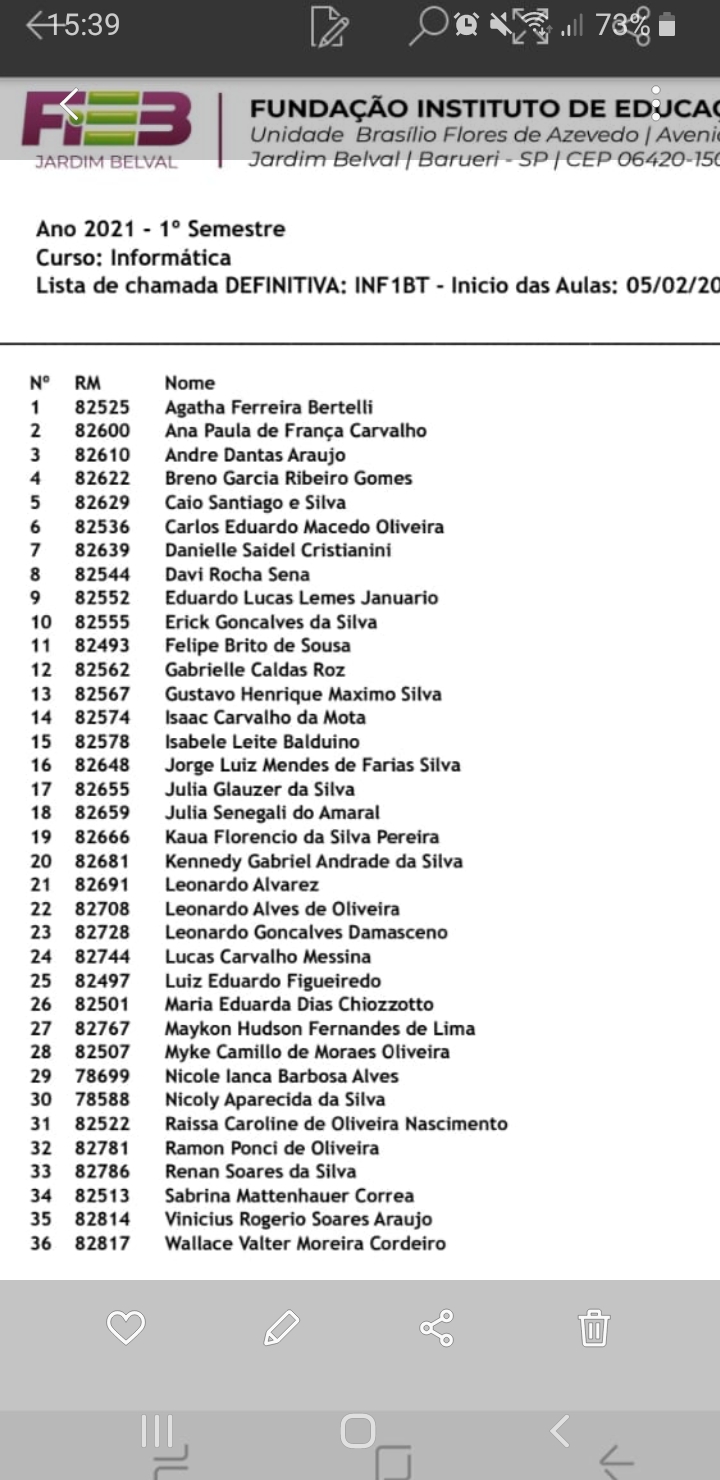 15:39 73%
FIEB
JARDIM BELVAL
FUNDAÇÃO INSTITUTO DE EDUCAÇ
Unidade Brasílio Flores de Azevedo | Aveni
Jardim Belval | Barueri - SP | CEP 06420-150
Ano 2021 - 1º Semestre
Curso: Informática
Lista de chamada DEFINITIVA: INF1BT - Inicio das Aulas: 05/02/20
Nº RM Nome
1 82525 Agatha Ferreira Bertelli
2 82600 Ana Paula de França Carvalho
3 82610 Andre Dantas Araujo
4 82622 Breno Garcia Ribeiro Gomes
5 82629 Caio Santiago e Silva
6 82536 Carlos Eduardo Macedo Oliveira
7 82639 Danielle Saidel Cristianini
8 82544 Davi Rocha Sena
9 82552 Eduardo Lucas Lemes Januario
10 82555 Erick Goncalves da Silva
11 82493 Felipe Brito de Sousa
12 82562 Gabrielle Caldas Roz
13 82567 Gustavo Henrique Maximo Silva
14 82574 Isaac Carvalho da Mota
15 82578 Isabele Leite Balduino
16 82648 Jorge Luiz Mendes de Farias Silva
17 82655 Julia Glauzer da Silva
18 82659 Julia Senegali do Amaral
19 82666 Kaua Florencio da Silva Pereira
20 82681 Kennedy Gabriel Andrade da Silva
21 82691 Leonardo Alvarez
22 82708 Leonardo Alves de Oliveira
23 82728 Leonardo Goncalves Damasceno
24 82744 Lucas Carvalho Messina
25 82497 Luiz Eduardo Figueiredo
26 82501 Maria Eduarda Dias Chiozzotto
27 82767 Maykon Hudson Fernandes de Lima
28 82507 Myke Camillo de Moraes Oliveira
29 78699 Nicole Ianca Barbosa Alves
30 78588 Nicoly Aparecida da Silva
31 82522 Raissa Caroline de Oliveira Nascimento
32 82781 Ramon Ponci de Oliveira
33 82786 Renan Soares da Silva
34 82513 Sabrina Mattenhauer Correa
35 82814 Vinicius Rogerio Soares Araujo
36 82817 Wallace Valter Moreira Cordeiro